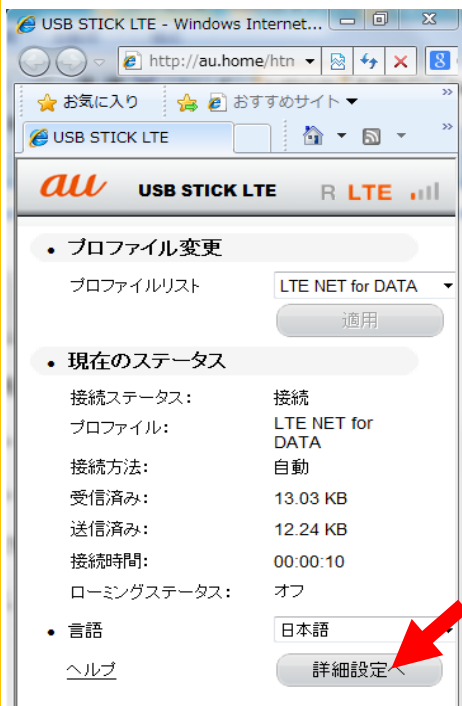 USB STICK LTE - Windows Internet...
http://au.home/htn
お気に入り おすすめサイト
USB STICK LTE
au USB STICK LTE R LTE
プロファイル変更
プロファイルリスト LTE NET for DATA
適用
現在のステータス
接続ステータス: 接続
プロファイル: LTE NET for
DATA
接続方法: 自動
受信済み: 13.03 KB
送信済み: 12.24 KB
接続時間: 00:00:10
ローミングステータス: オフ
言語 日本語
ヘルプ 詳細設定へ